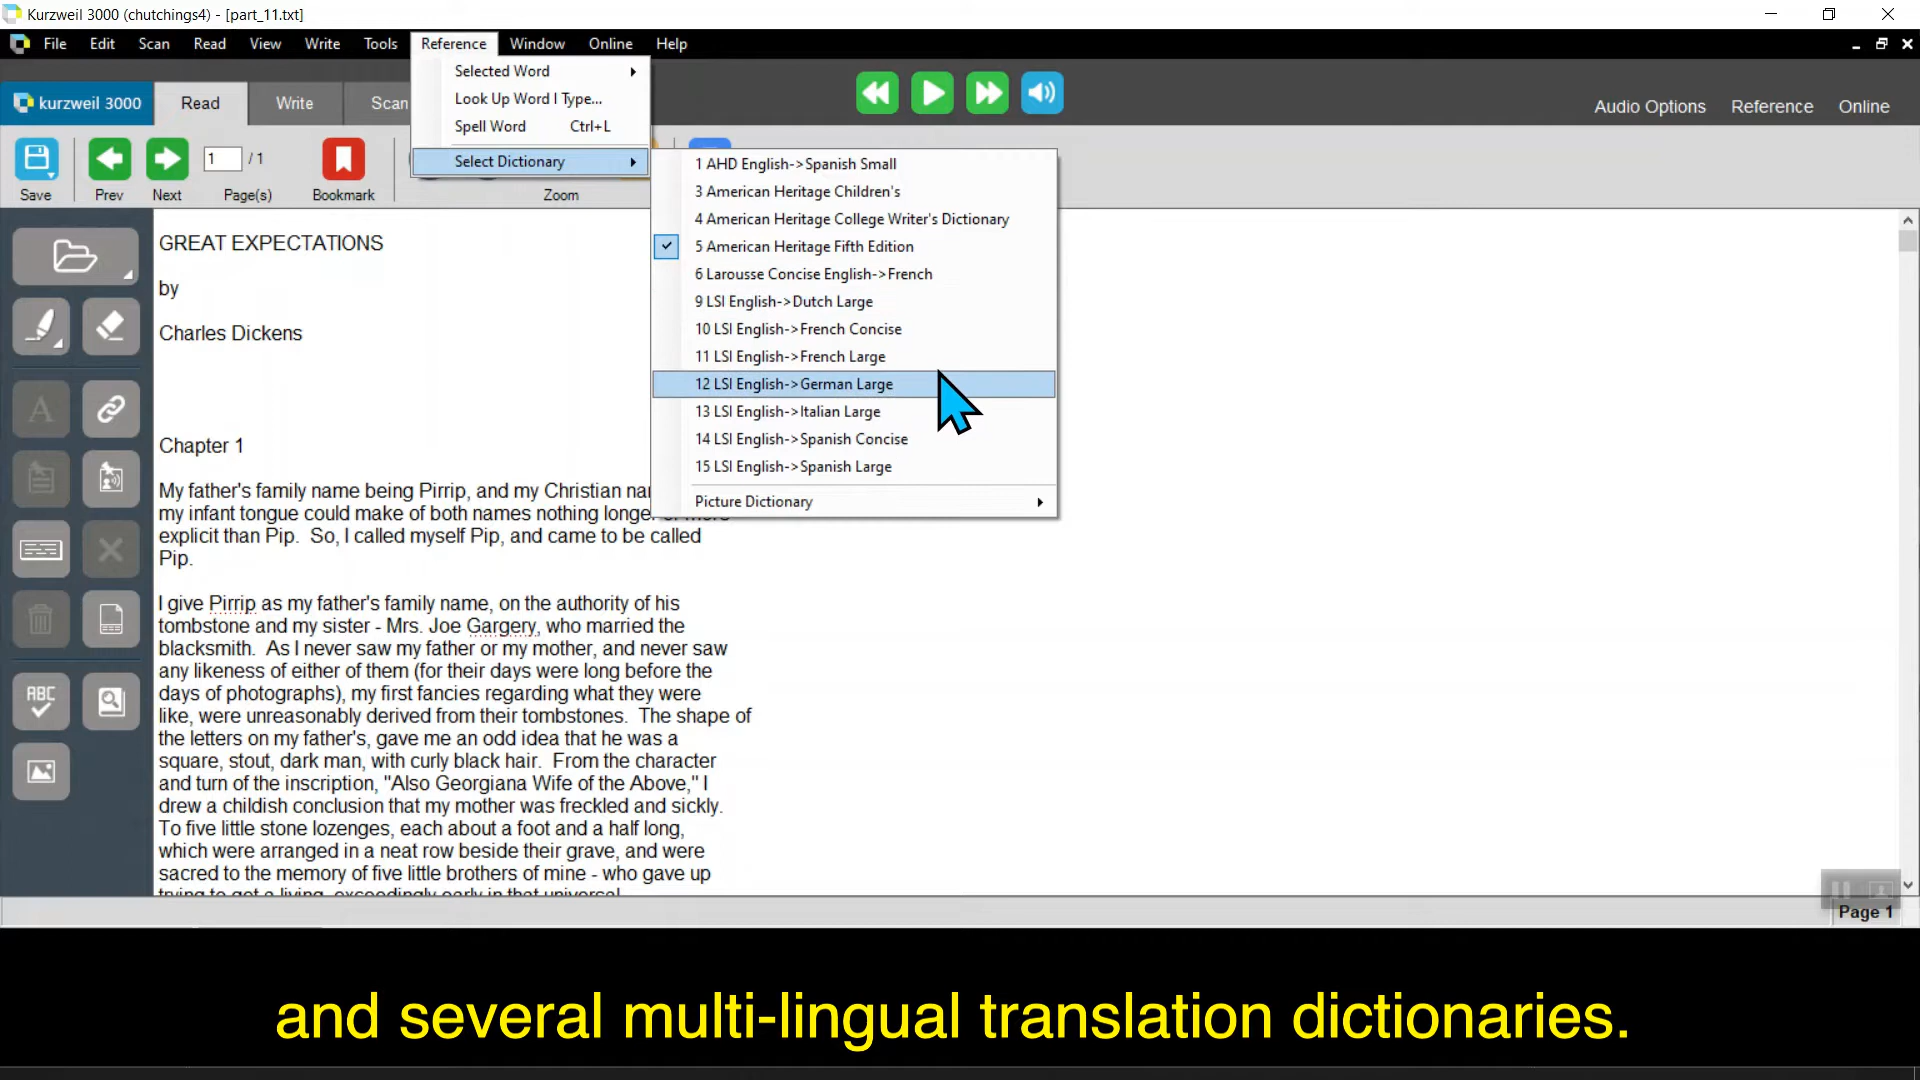 Kurzweil 3000 (chutchings4) - [part_11.txt]
File Edit Scan Read View Write Tools Reference Window Online Help
kurzweil 3000 Read Write Scan
Audio Options Reference Online
Save Prev Next 1 / 1 Page(s) Bookmark Zoom
Selected Word
Look Up Word I Type...
Spell Word Ctrl+L
Select Dictionary
1 AHD English->Spanish Small
3 American Heritage Children's
4 American Heritage College Writer's Dictionary
5 American Heritage Fifth Edition
6 Larousse Concise English->French
9 LSI English->Dutch Large
10 LSI English->French Concise
11 LSI English->French Large
12 LSI English->German Large
13 LSI English->Italian Large
14 LSI English->Spanish Concise
15 LSI English->Spanish Large
Picture Dictionary
A
ABC
GREAT EXPECTATIONS
by
Charles Dickens
Chapter 1
My father's family name being Pirrip, and my Christian
my infant tongue could make of both names nothing
explicit than Pip. So, I called myself Pip, and came to be called
Pip.
I give Pirrip as my father's family name, on the authority of his
tombstone and my sister - Mrs. Joe Gargery, who married the
blacksmith. As I never saw my father or my mother, and never saw
any likeness of either of them (for their days were long before the
days of photographs), my first fancies regarding what they were
like, were unreasonably derived from their tombstones. The shape of
the letters on my father's, gave me an odd idea that he was a
square, stout, dark man, with curly black hair. From the character
and turn of the inscription, "Also Georgiana Wife of the Above," I
drew a childish conclusion that my mother was freckled and sickly.
To five little stone lozenges, each about a foot and a half long,
which were arranged in a neat row beside their grave, and were
sacred to the memory of five little brothers of mine - who gave up
Page 1
and several multi-lingual translation dictionaries.